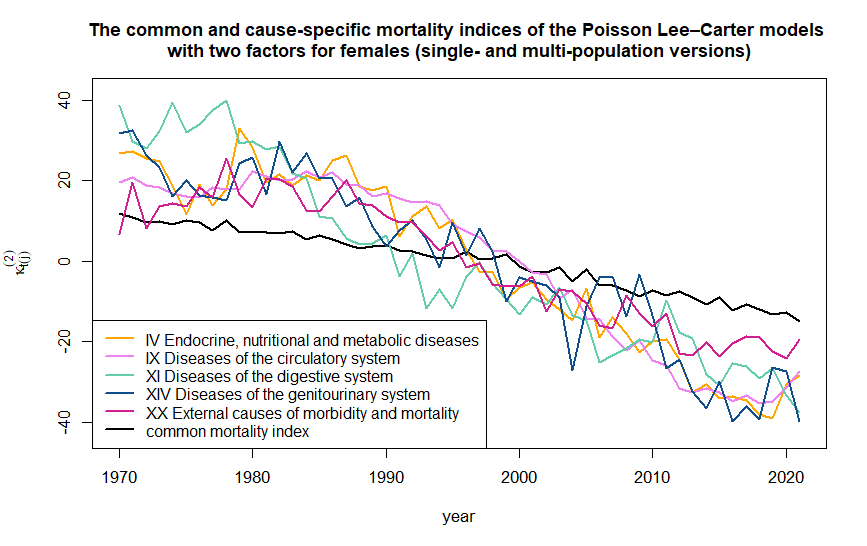 The common and cause-specific mortality indices of the Poisson Lee–Carter models
with two factors for females (single- and multi-population versions)
κ_{t(j)}^{(2)}
40
20
0
-20
-40
IV Endocrine, nutritional and metabolic diseases
IX Diseases of the circulatory system
XI Diseases of the digestive system
XIV Diseases of the genitourinary system
XX External causes of morbidity and mortality
common mortality index
1970
1980
1990
2000
2010
2020
year